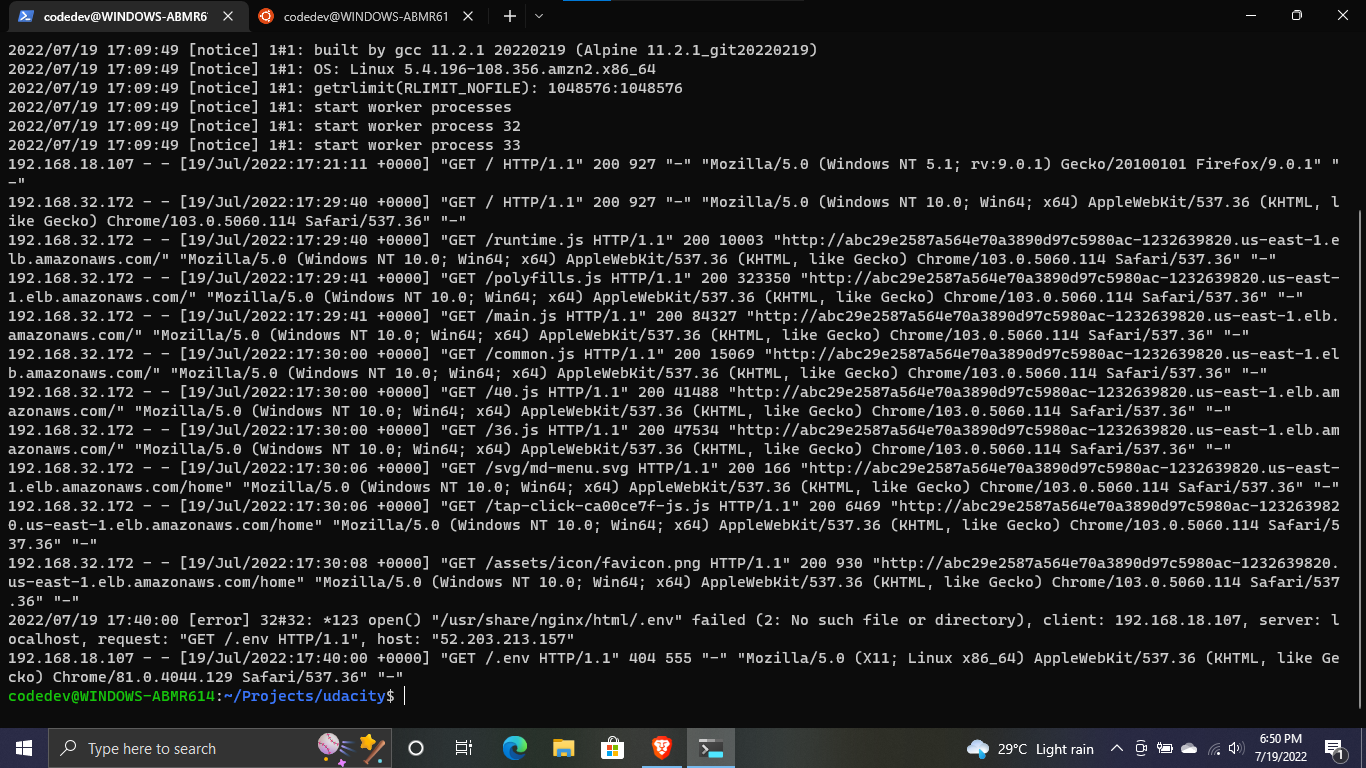 codedev@WINDOWS-ABMR6
codedev@WINDOWS-ABMR61
2022/07/19 17:09:49 [notice] 1#1: built by gcc 11.2.1 20220219 (Alpine 11.2.1_git20220219)
2022/07/19 17:09:49 [notice] 1#1: OS: Linux 5.4.196-108.356.amzn2.x86_64
2022/07/19 17:09:49 [notice] 1#1: getrlimit(RLIMIT_NOFILE): 1048576:1048576
2022/07/19 17:09:49 [notice] 1#1: start worker processes
2022/07/19 17:09:49 [notice] 1#1: start worker process 32
2022/07/19 17:09:49 [notice] 1#1: start worker process 33
192.168.18.107 - - [19/Jul/2022:17:21:11 +0000] "GET / HTTP/1.1" 200 927 "-" "Mozilla/5.0 (Windows NT 5.1; rv:9.0.1) Gecko/20100101 Firefox/9.0.1" "
-"
192.168.32.172 - - [19/Jul/2022:17:29:40 +0000] "GET / HTTP/1.1" 200 927 "-" "Mozilla/5.0 (Windows NT 10.0; Win64; x64) AppleWebKit/537.36 (KHTML, l
ike Gecko) Chrome/103.0.5060.114 Safari/537.36" "-"
192.168.32.172 - - [19/Jul/2022:17:29:40 +0000] "GET /runtime.js HTTP/1.1" 200 10003 "http://abc29e2587a564e70a3890d97c5980ac-1232639820.us-east-1.e
lb.amazonaws.com/" "Mozilla/5.0 (Windows NT 10.0; Win64; x64) AppleWebKit/537.36 (KHTML, like Gecko) Chrome/103.0.5060.114 Safari/537.36" "-"
192.168.32.172 - - [19/Jul/2022:17:29:41 +0000] "GET /polyfills.js HTTP/1.1" 200 323350 "http://abc29e2587a564e70a3890d97c5980ac-1232639820.us-east-
1.elb.amazonaws.com/" "Mozilla/5.0 (Windows NT 10.0; Win64; x64) AppleWebKit/537.36 (KHTML, like Gecko) Chrome/103.0.5060.114 Safari/537.36" "-"
192.168.32.172 - - [19/Jul/2022:17:29:41 +0000] "GET /main.js HTTP/1.1" 200 84327 "http://abc29e2587a564e70a3890d97c5980ac-1232639820.us-east-1.elb.
amazonaws.com/" "Mozilla/5.0 (Windows NT 10.0; Win64; x64) AppleWebKit/537.36 (KHTML, like Gecko) Chrome/103.0.5060.114 Safari/537.36" "-"
192.168.32.172 - - [19/Jul/2022:17:30:00 +0000] "GET /common.js HTTP/1.1" 200 15069 "http://abc29e2587a564e70a3890d97c5980ac-1232639820.us-east-1.el
b.amazonaws.com/" "Mozilla/5.0 (Windows NT 10.0; Win64; x64) AppleWebKit/537.36 (KHTML, like Gecko) Chrome/103.0.5060.114 Safari/537.36" "-"
192.168.32.172 - - [19/Jul/2022:17:30:00 +0000] "GET /40.js HTTP/1.1" 200 41488 "http://abc29e2587a564e70a3890d97c5980ac-1232639820.us-east-1.elb.am
azonaws.com/" "Mozilla/5.0 (Windows NT 10.0; Win64; x64) AppleWebKit/537.36 (KHTML, like Gecko) Chrome/103.0.5060.114 Safari/537.36" "-"
192.168.32.172 - - [19/Jul/2022:17:30:00 +0000] "GET /36.js HTTP/1.1" 200 47534 "http://abc29e2587a564e70a3890d97c5980ac-1232639820.us-east-1.elb.am
azonaws.com/" "Mozilla/5.0 (Windows NT 10.0; Win64; x64) AppleWebKit/537.36 (KHTML, like Gecko) Chrome/103.0.5060.114 Safari/537.36" "-"
192.168.32.172 - - [19/Jul/2022:17:30:06 +0000] "GET /svg/md-menu.svg HTTP/1.1" 200 166 "http://abc29e2587a564e70a3890d97c5980ac-1232639820.us-east-
1.elb.amazonaws.com/home" "Mozilla/5.0 (Windows NT 10.0; Win64; x64) AppleWebKit/537.36 (KHTML, like Gecko) Chrome/103.0.5060.114 Safari/537.36" "-"
192.168.32.172 - - [19/Jul/2022:17:30:06 +0000] "GET /tap-click-ca00ce7f-js.js HTTP/1.1" 200 6469 "http://abc29e2587a564e70a3890d97c5980ac-123263982
0.us-east-1.elb.amazonaws.com/home" "Mozilla/5.0 (Windows NT 10.0; Win64; x64) AppleWebKit/537.36 (KHTML, like Gecko) Chrome/103.0.5060.114 Safari/5
37.36" "-"
192.168.32.172 - - [19/Jul/2022:17:30:08 +0000] "GET /assets/icon/favicon.png HTTP/1.1" 200 930 "http://abc29e2587a564e70a3890d97c5980ac-1232639820.
us-east-1.elb.amazonaws.com/home" "Mozilla/5.0 (Windows NT 10.0; Win64; x64) AppleWebKit/537.36 (KHTML, like Gecko) Chrome/103.0.5060.114 Safari/537
.36" "-"
2022/07/19 17:40:00 [error] 32#32: *123 open() "/usr/share/nginx/html/.env" failed (2: No such file or directory), client: 192.168.18.107, server: l
ocalhost, request: "GET /.env HTTP/1.1", host: "52.203.213.157"
192.168.18.107 - - [19/Jul/2022:17:40:00 +0000] "GET /.env HTTP/1.1" 404 555 "-" "Mozilla/5.0 (X11; Linux x86_64) AppleWebKit/537.36 (KHTML, like Ge
cko) Chrome/81.0.4044.129 Safari/537.36" "-"
codedev@WINDOWS-ABMR614:~/Projects/udacity$
Type here to search
29°C Light rain
6:50 PM
7/19/2022
1